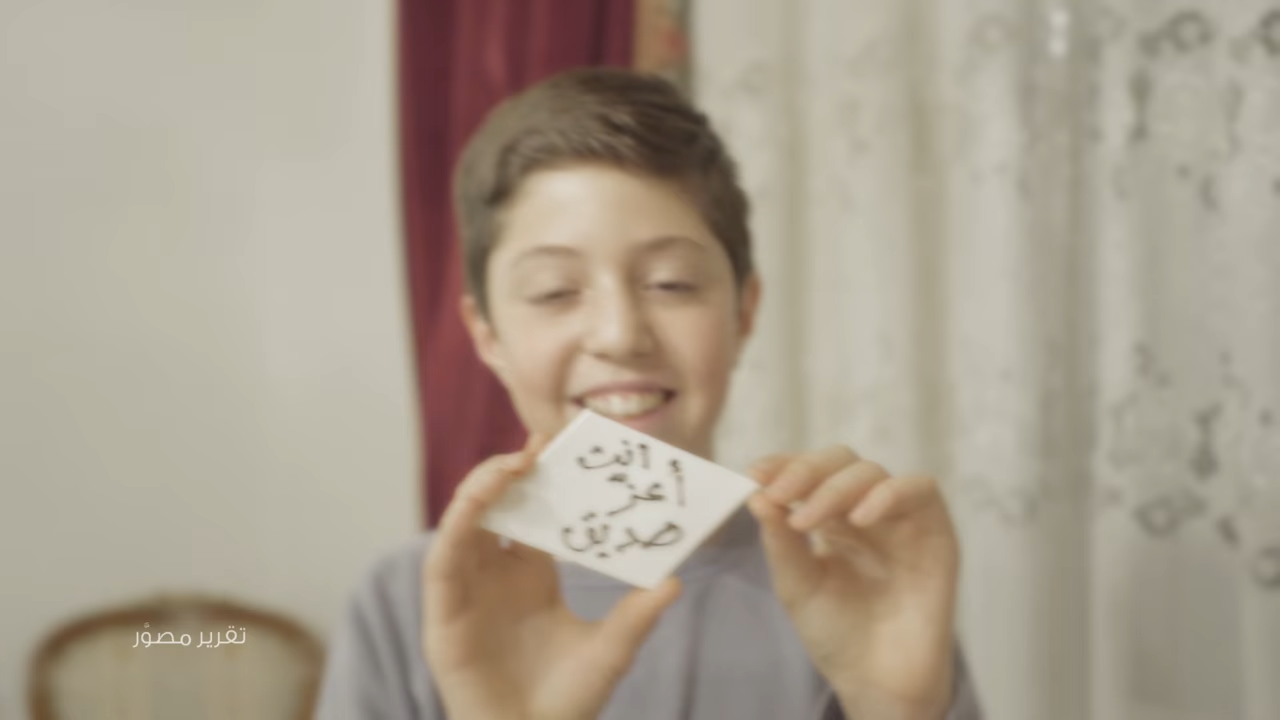 انت
أعزّ
صديق
تقرير مصوَّر